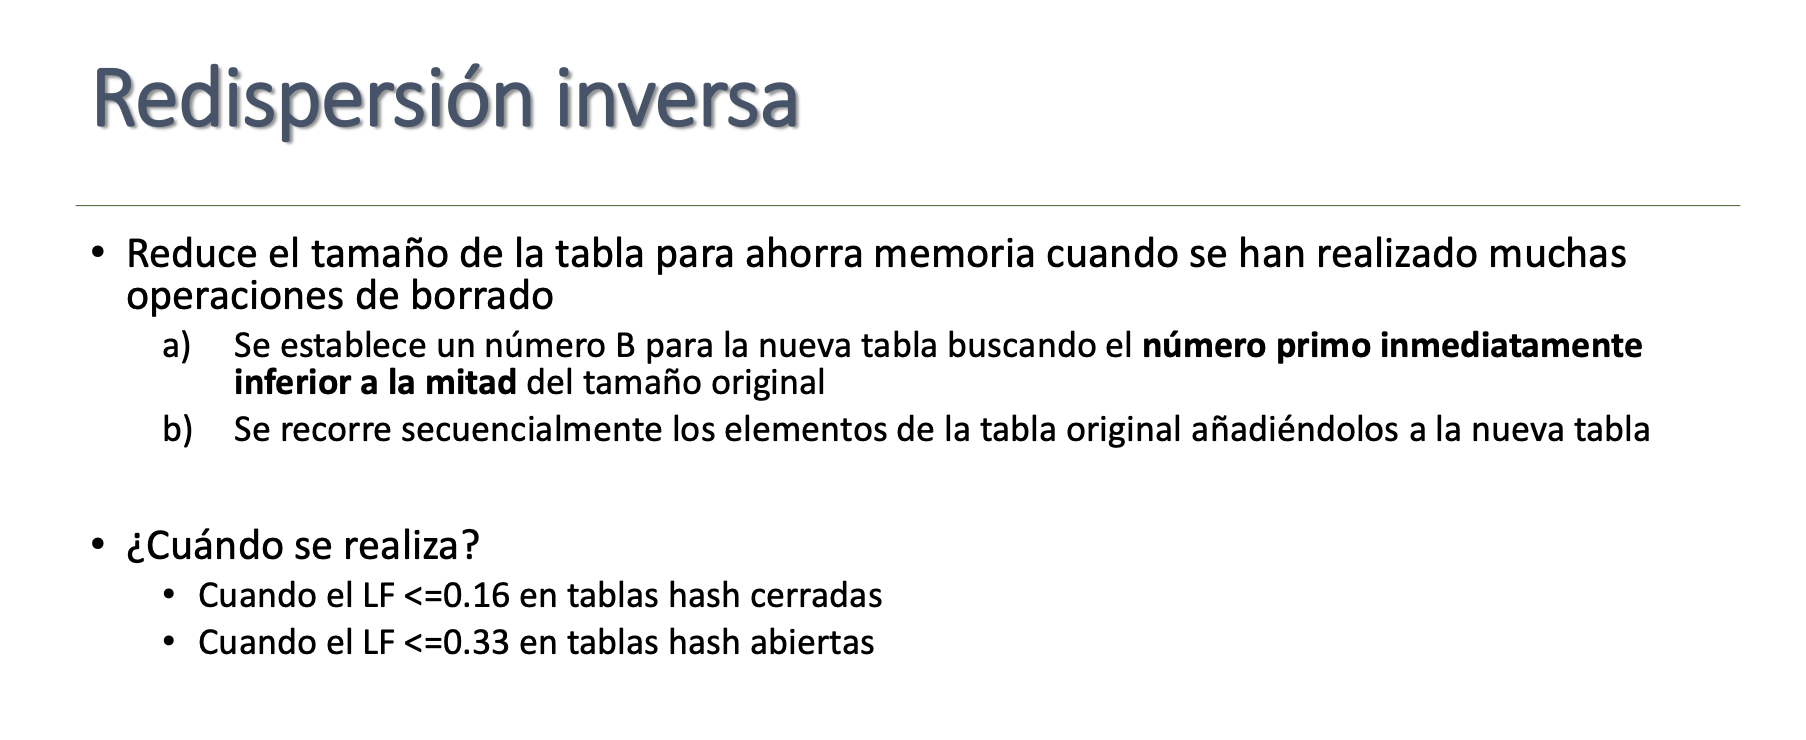 Redispersión inversa
• Reduce el tamaño de la tabla para ahorra memoria cuando se han realizado muchas
operaciones de borrado
a) Se establece un número B para la nueva tabla buscando el número primo inmediatamente
inferior a la mitad del tamaño original
b) Se recorre secuencialmente los elementos de la tabla original añadiéndolos a la nueva tabla
• ¿Cuándo se realiza?
• Cuando el LF <=0.16 en tablas hash cerradas
• Cuando el LF <=0.33 en tablas hash abiertas